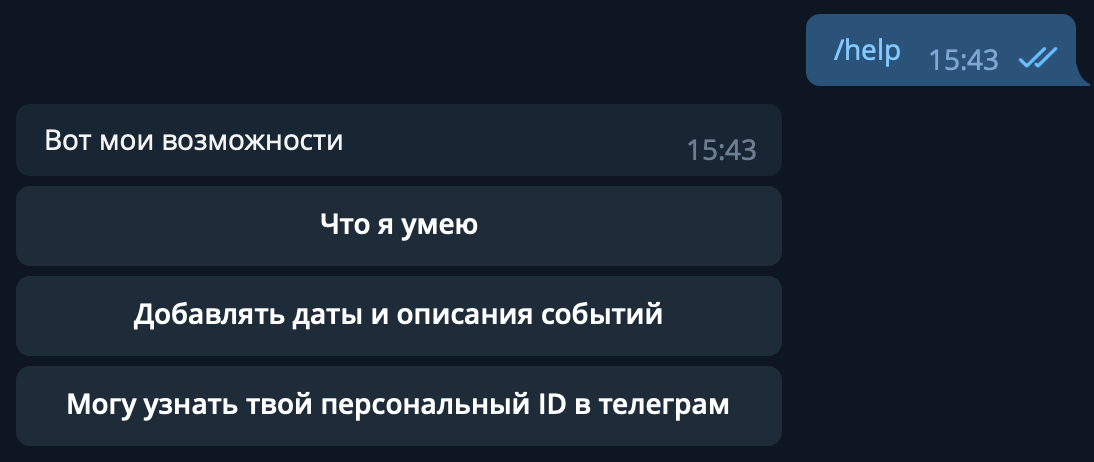 /help 15:43
Вот мои возможности 15:43
Что я умею
Добавлять даты и описания событий
Могу узнать твой персональный ID в телеграм